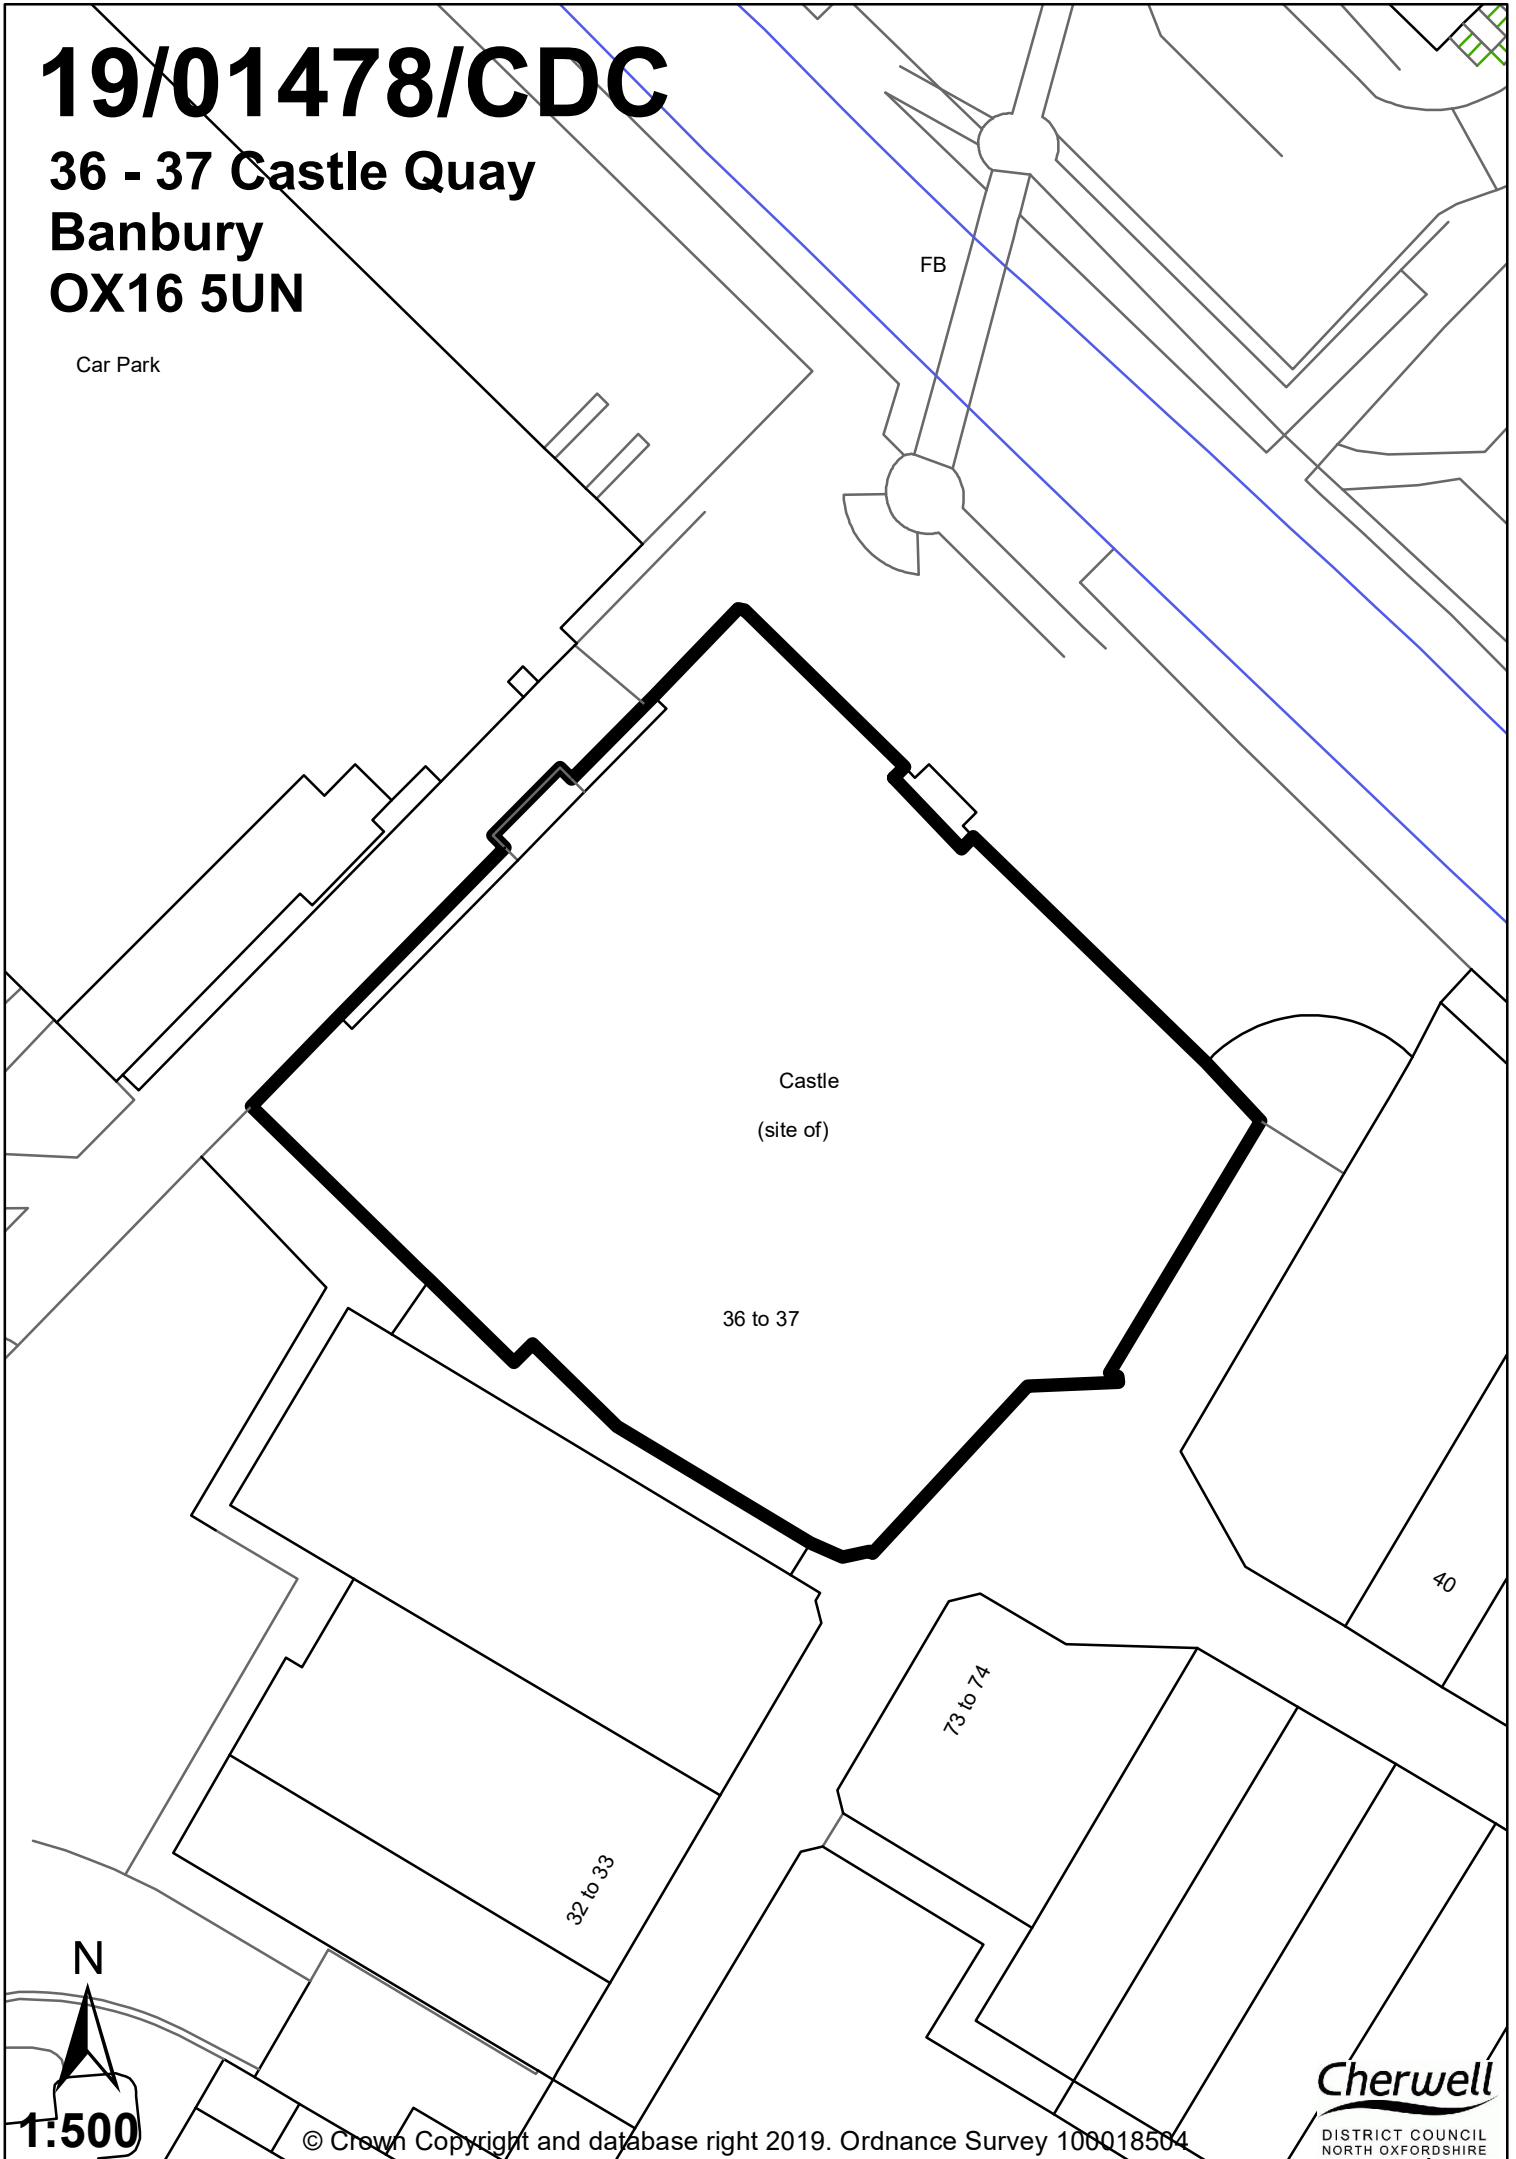 19/01478/CDC
36 - 37 Castle Quay
Banbury
OX16 5UN
FB
Car Park
Castle
(site of)
36 to 37
40
73 to 74
32 to 33
N
1:500
© Crown Copyright and database right 2019. Ordnance Survey 100018504
Cherwell
DISTRICT COUNCIL
NORTH OXFORDSHIRE